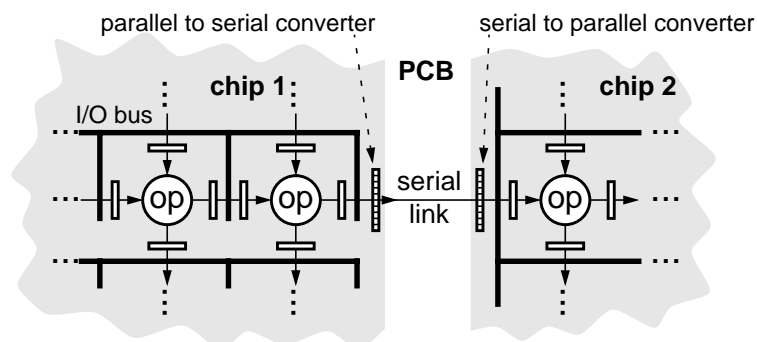 parallel to serial converter
serial to parallel converter
PCB
chip 1
chip 2
I/O bus
op
op
serial
link
op